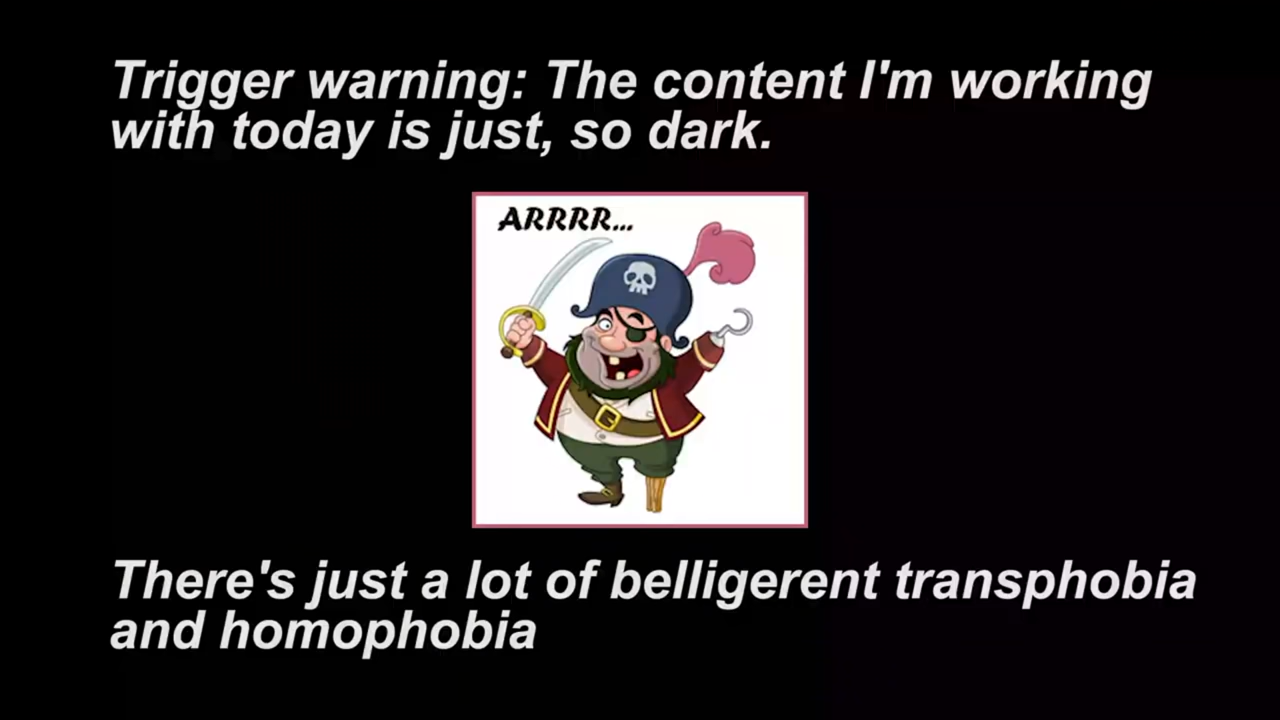 Trigger warning: The content I'm working
with today is just, so dark.
ARRRR...
There's just a lot of belligerent transphobia
and homophobia